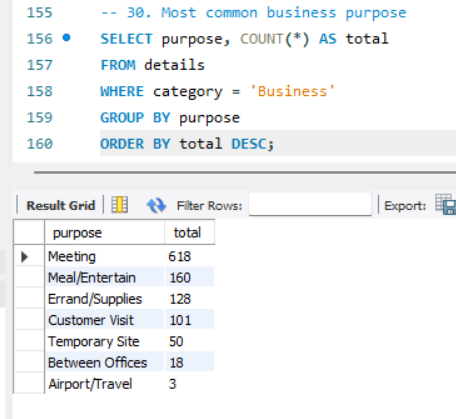 155 -- 30. Most common business purpose
156 SELECT purpose, COUNT(*) AS total
157 FROM details
158 WHERE category = 'Business'
159 GROUP BY purpose
160 ORDER BY total DESC;
Result Grid Filter Rows: Export:
purpose total
Meeting 618
Meal/Entertain 160
Errand/Supplies 128
Customer Visit 101
Temporary Site 50
Between Offices 18
Airport/Travel 3